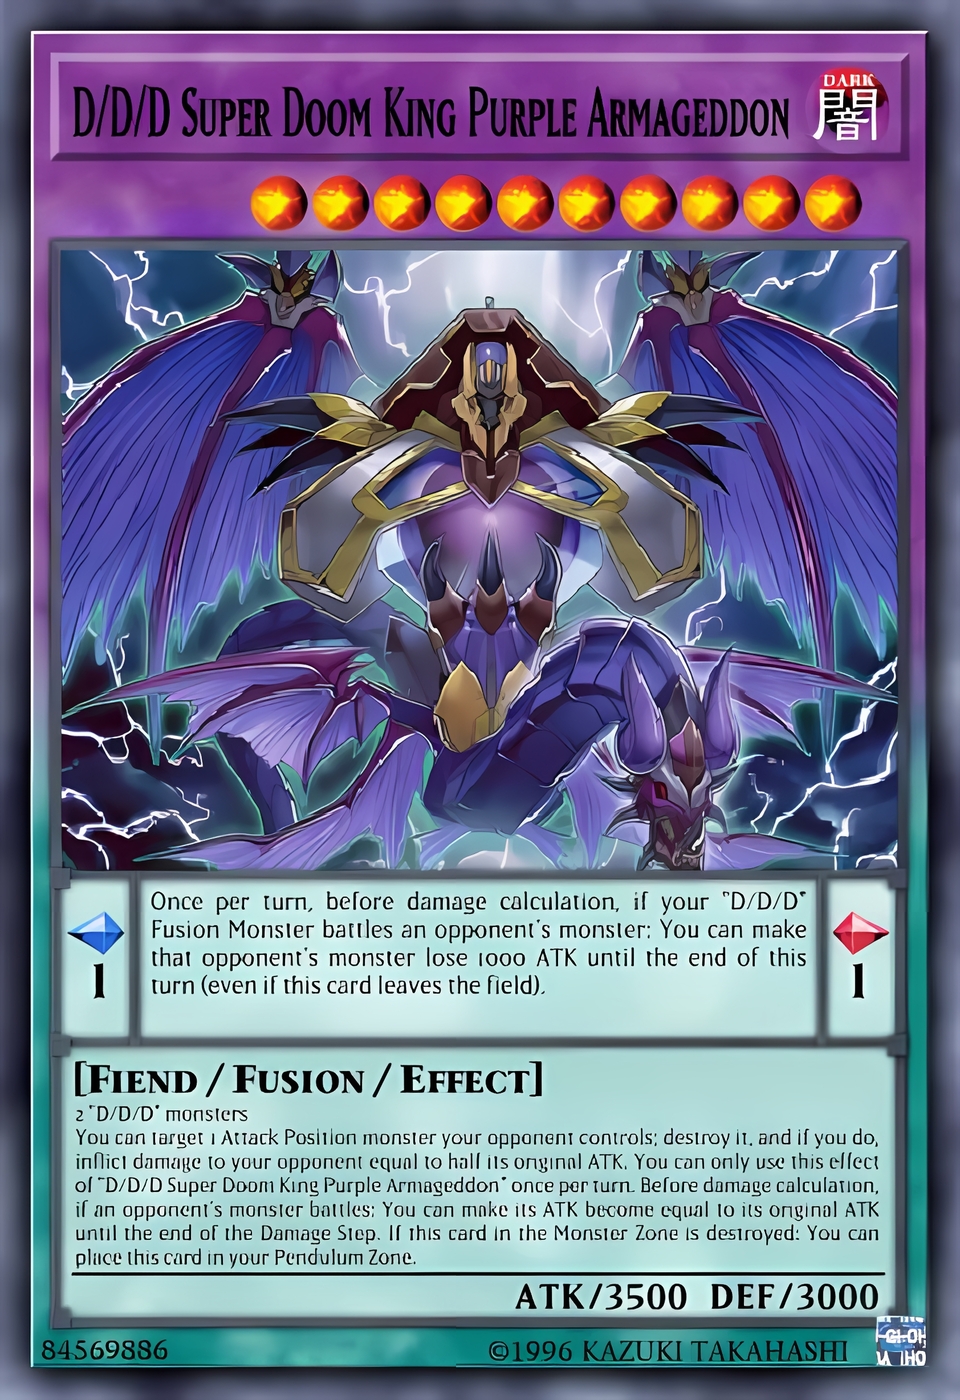 D/D/D Super Doom King Purple Armageddon
DARK
闇
Once per turn, before damage calculation, if your "D/D/D"
Fusion Monster battles an opponent's monster: You can make
that opponent's monster lose 1000 ATK until the end of this
turn (even if this card leaves the field).
1
1
[Fiend / Fusion / Effect]
2 "D/D/D" monsters
You can target 1 Attack Position monster your opponent controls; destroy it, and if you do,
inflict damage to your opponent equal to half its original ATK. You can only use this effect
of "D/D/D Super Doom King Purple Armageddon" once per turn. Before damage calculation,
if an opponent's monster battles: You can make its ATK become equal to its original ATK
until the end of the Damage Step. If this card in the Monster Zone is destroyed: You can
place this card in your Pendulum Zone.
ATK/3500 DEF/3000
84569886
©1996 KAZUKI TAKAHASHI